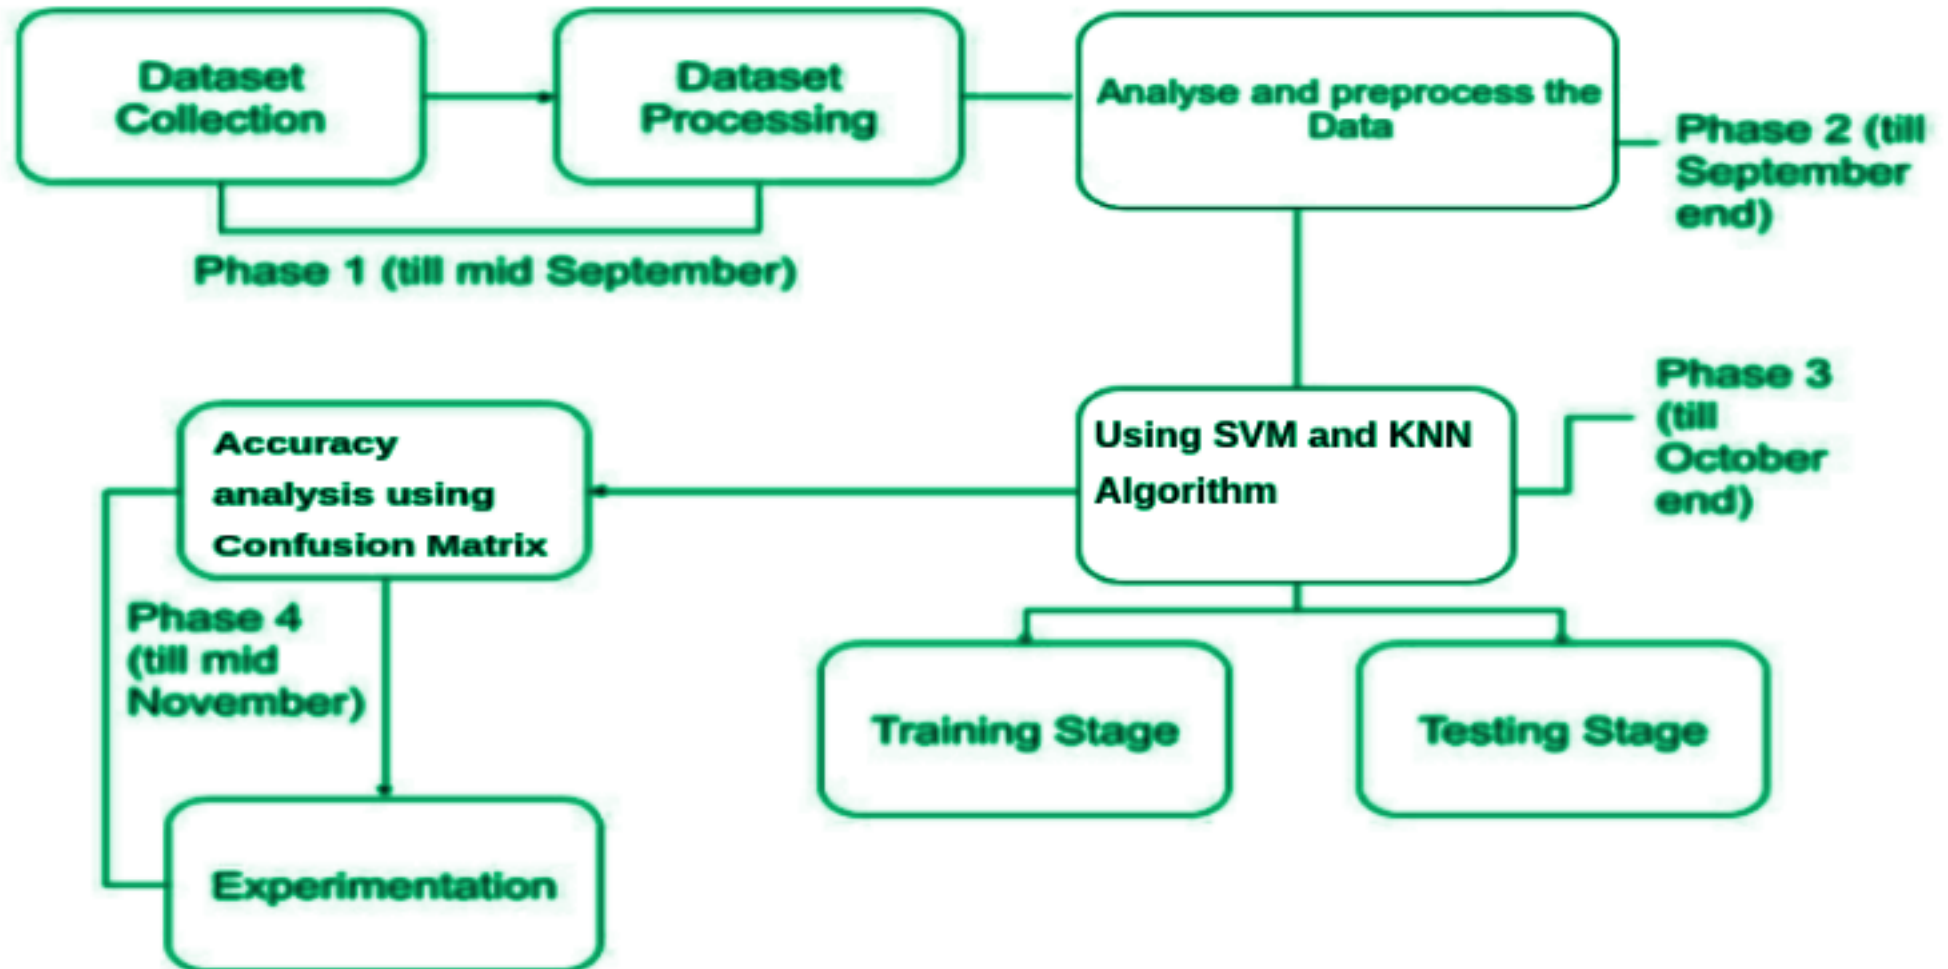 Dataset
Collection
Dataset
Processing
Analyse and preprocess the
Data
Phase 2 (till
September
end)
Phase 1 (till mid September)
Phase 3
(till
October
end)
Using SVM and KNN
Algorithm
Accuracy
analysis using
Confusion Matrix
Phase 4
(till mid
November)
Training Stage
Testing Stage
Experimentation